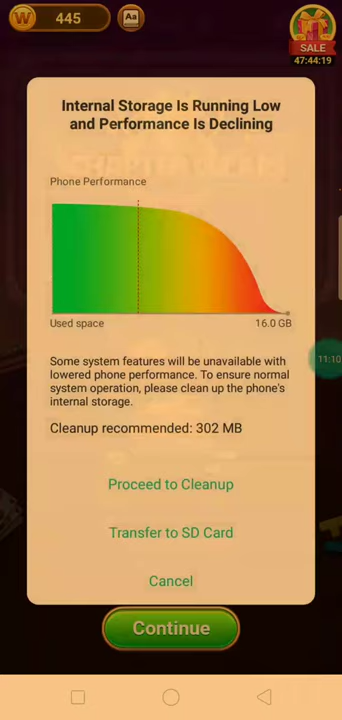 W 445 Aa
SALE
47:44:19
Internal Storage Is Running Low
and Performance Is Declining
Phone Performance
Used space 16.0 GB
11:10
Some system features will be unavailable with
lowered phone performance. To ensure normal
system operation, please clean up the phone's
internal storage.
Cleanup recommended: 302 MB
Proceed to Cleanup
Transfer to SD Card
Cancel
Continue